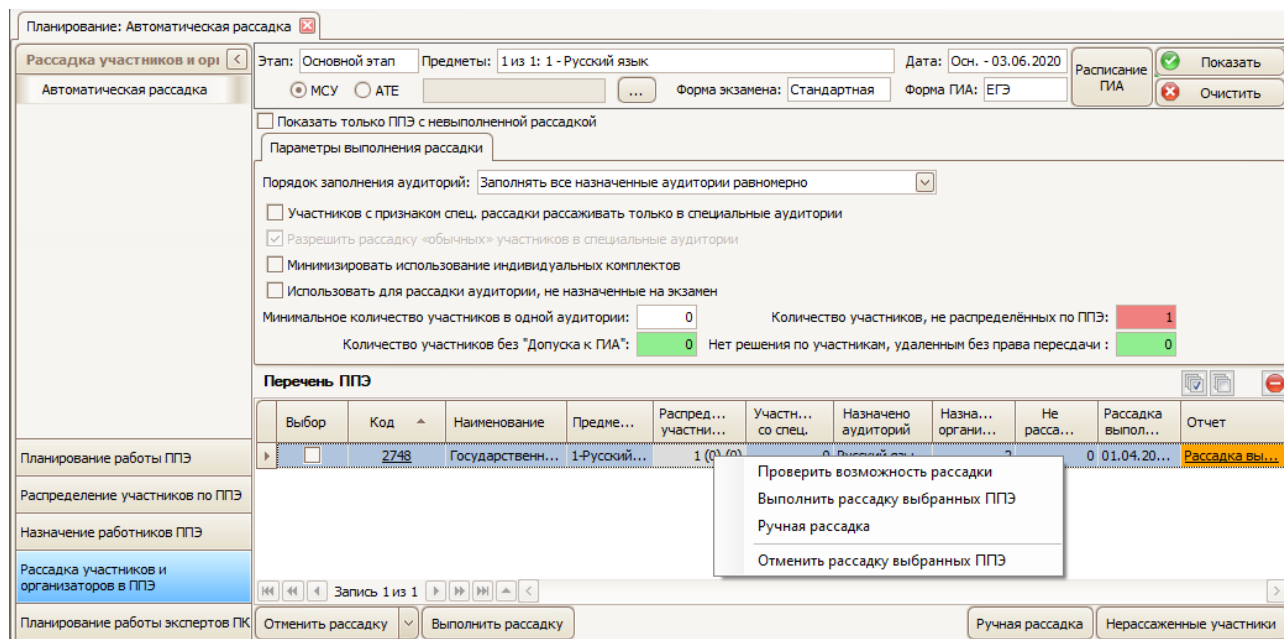 Планирование: Автоматическая рассадка
Рассадка участников и орг
Автоматическая рассадка
Этап: Основной этап Предметы: 1 из 1: 1 - Русский язык Дата: Осн. - 03.06.2020
Расписание ГИА
Показать
МСУ АТЕ ... Форма экзамена: Стандартная Форма ГИА: ЕГЭ
Очистить
Показать только ППЭ с невыполненной рассадкой
Параметры выполнения рассадки
Порядок заполнения аудиторий: Заполнять все назначенные аудитории равномерно
Участников с признаком спец. рассадки рассаживать только в специальные аудитории
Разрешить рассадку «обычных» участников в специальные аудитории
Минимизировать использование индивидуальных комплектов
Использовать для рассадки аудитории, не назначенные на экзамен
Минимальное количество участников в одной аудитории: 0 Количество участников, не распределённых по ППЭ: 1
Количество участников без "Допуска к ГИА": 0 Нет решения по участникам, удаленным без права пересдачи : 0
Перечень ППЭ
Выбор Код Наименование Предме... Распред... участни... Участн... со спец. Назначено аудиторий Назна... органи... Не расса... Рассадка выпол... Отчет
2748 Государственн... 1-Русский... 1 (0) (0) 0 Русский язы... 2 0 01.04.20... Рассадка вы...
Проверить возможность рассадки
Выполнить рассадку выбранных ППЭ
Ручная рассадка
Отменить рассадку выбранных ППЭ
Планирование работы ППЭ
Распределение участников по ППЭ
Назначение работников ППЭ
Рассадка участников и
организаторов в ППЭ
Планирование работы экспертов ПК
Запись 1 из 1
Отменить рассадку Выполнить рассадку Ручная рассадка Нерассаженные участники